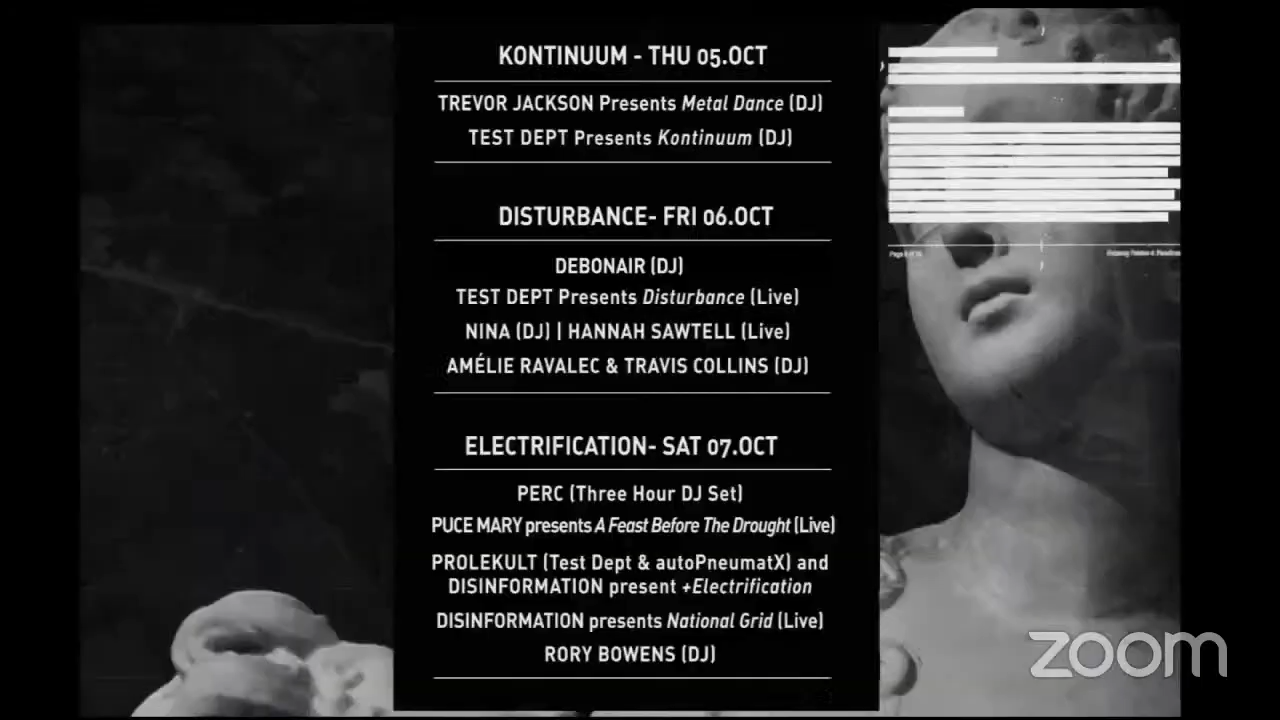 KONTINUUM - THU 05.OCT
TREVOR JACKSON Presents Metal Dance (DJ)
TEST DEPT Presents Kontinuum (DJ)
DISTURBANCE- FRI 06.OCT
DEBONAIR (DJ)
TEST DEPT Presents Disturbance (Live)
NINA (DJ) | HANNAH SAWTELL (Live)
AMÉLIE RAVALEC & TRAVIS COLLINS (DJ)
ELECTRIFICATION- SAT 07.OCT
PERC (Three Hour DJ Set)
PUCE MARY presents A Feast Before The Drought (Live)
PROLEKULT (Test Dept & autoPneumatX) and
DISINFORMATION present +Electrification
DISINFORMATION presents National Grid (Live)
RORY BOWENS (DJ)
Page
zoom